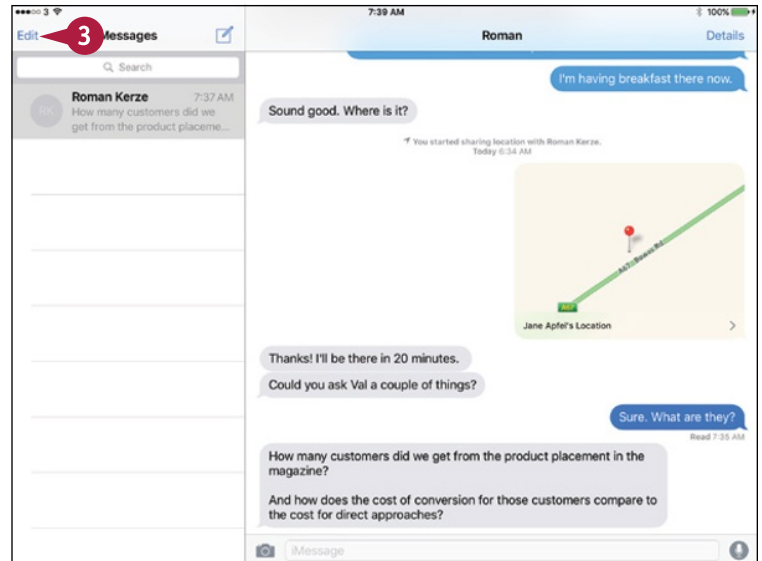 3 7:39 AM 100%
Edit 3 Messages Roman Details
Search
Roman Kerze 7:37 AM
RK
How many customers did we
get from the product placeme...
I'm having breakfast there now.
Sound good. Where is it?
You started sharing location with Roman Kerze.
Today 6:34 AM
A67 Bowes Rd
A67
Jane Apfel's Location
Thanks! I'll be there in 20 minutes.
Could you ask Val a couple of things?
Sure. What are they?
Read 7:35 AM
How many customers did we get from the product placement in the
magazine?
And how does the cost of conversion for those customers compare to
the cost for direct approaches?
iMessage